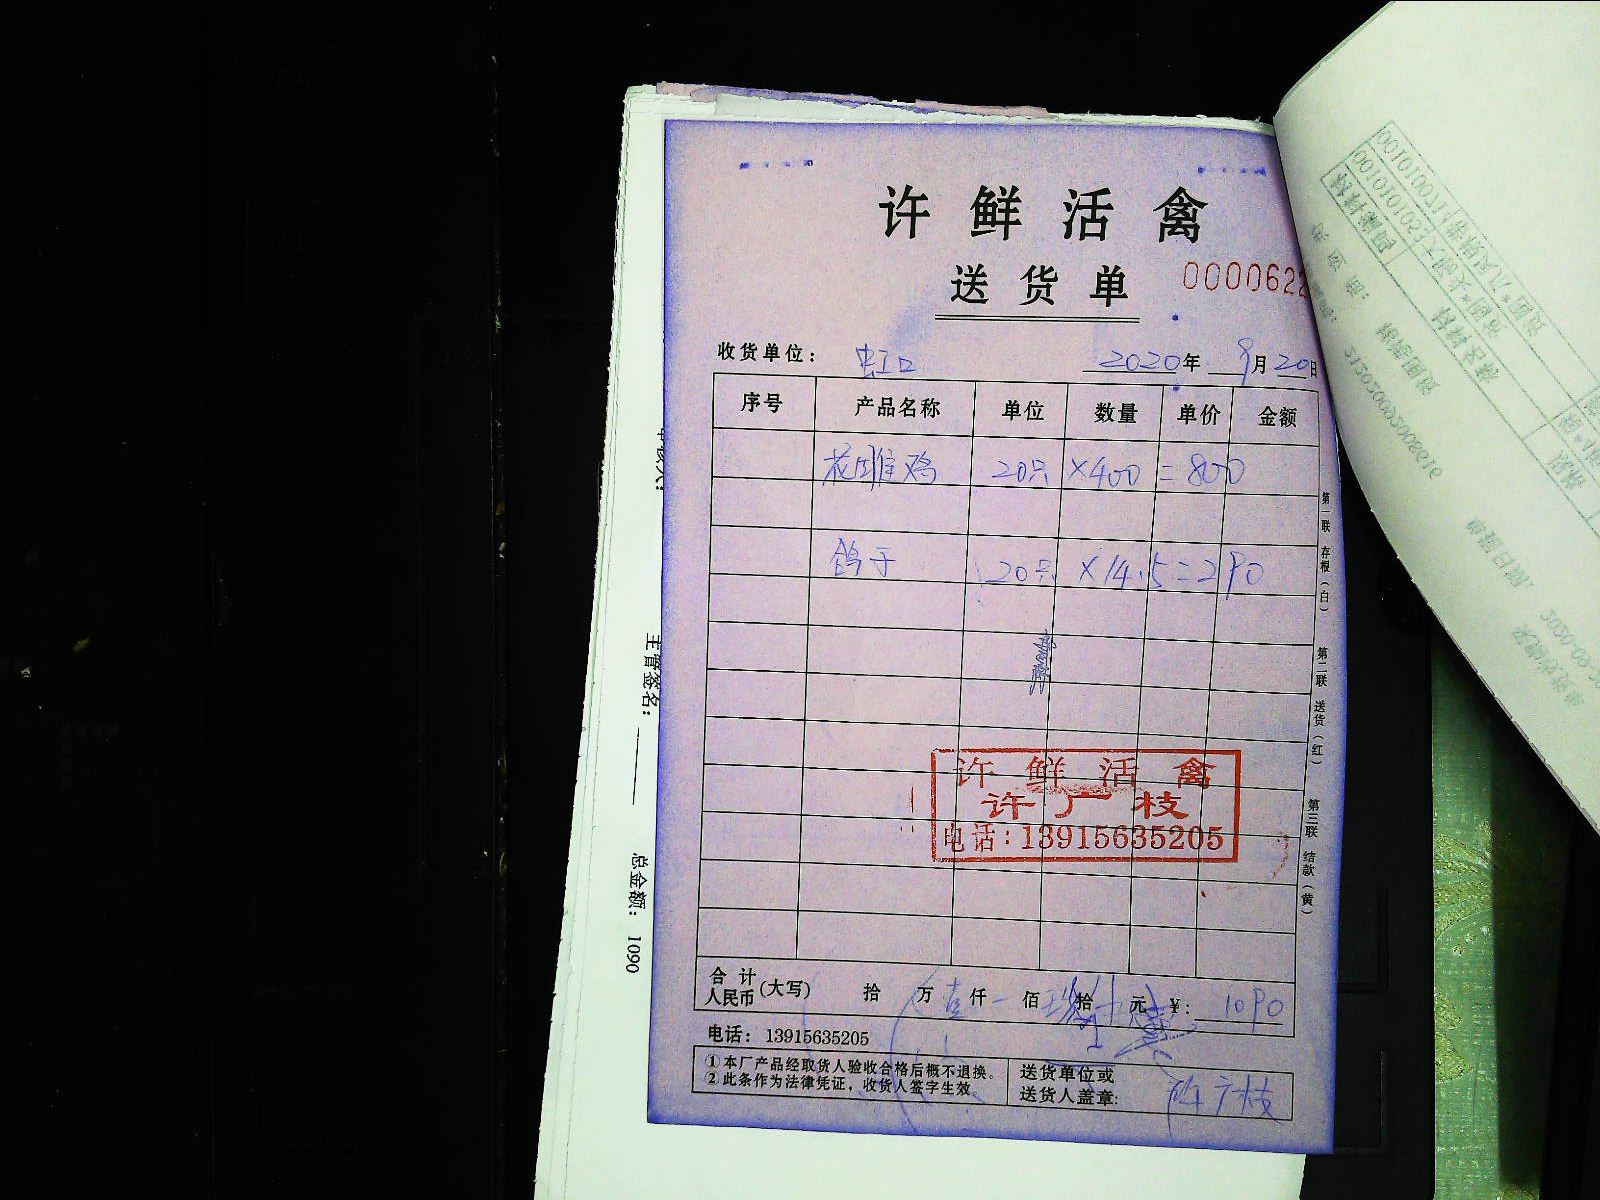 许鲜活禽
送货单
0000622
收货单位: 虹口 2020年 9月20日
序号 产品名称 单位 数量 单价 金额
花雕鸡 20只 ×400 = 800
鸽子 20只 ×14.5=290
第一联 存根(白)
第二联 送货(红)
第三联 结款(黄)
许鲜活禽
许广枝
电话:13915635205
合计
人民币(大写) 拾 万 壹仟 佰 玖拾 元 ¥: 1090
电话: 13915635205
①本厂产品经取货人验收合格后概不退换。
②此条作为法律凭证,收货人签字生效。
送货单位或
送货人盖章: 许广枝
主管签名:
总金额: 1090